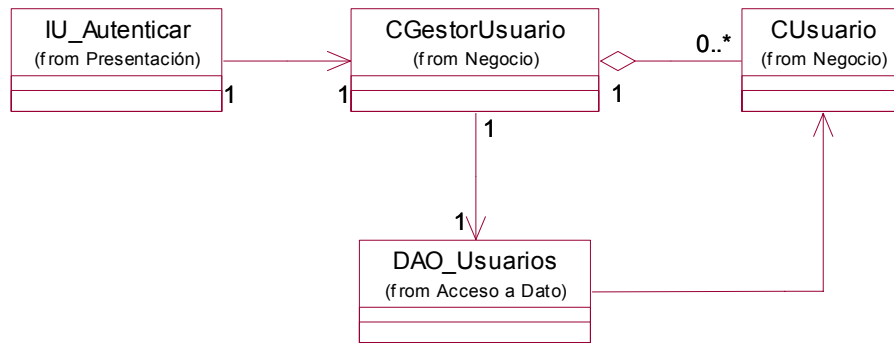 IU_Autenticar
(from Presentación)
1
1
CGestorUsuario
(from Negocio)
1
0..*
CUsuario
(from Negocio)
1
1
DAO_Usuarios
(from Acceso a Dato)